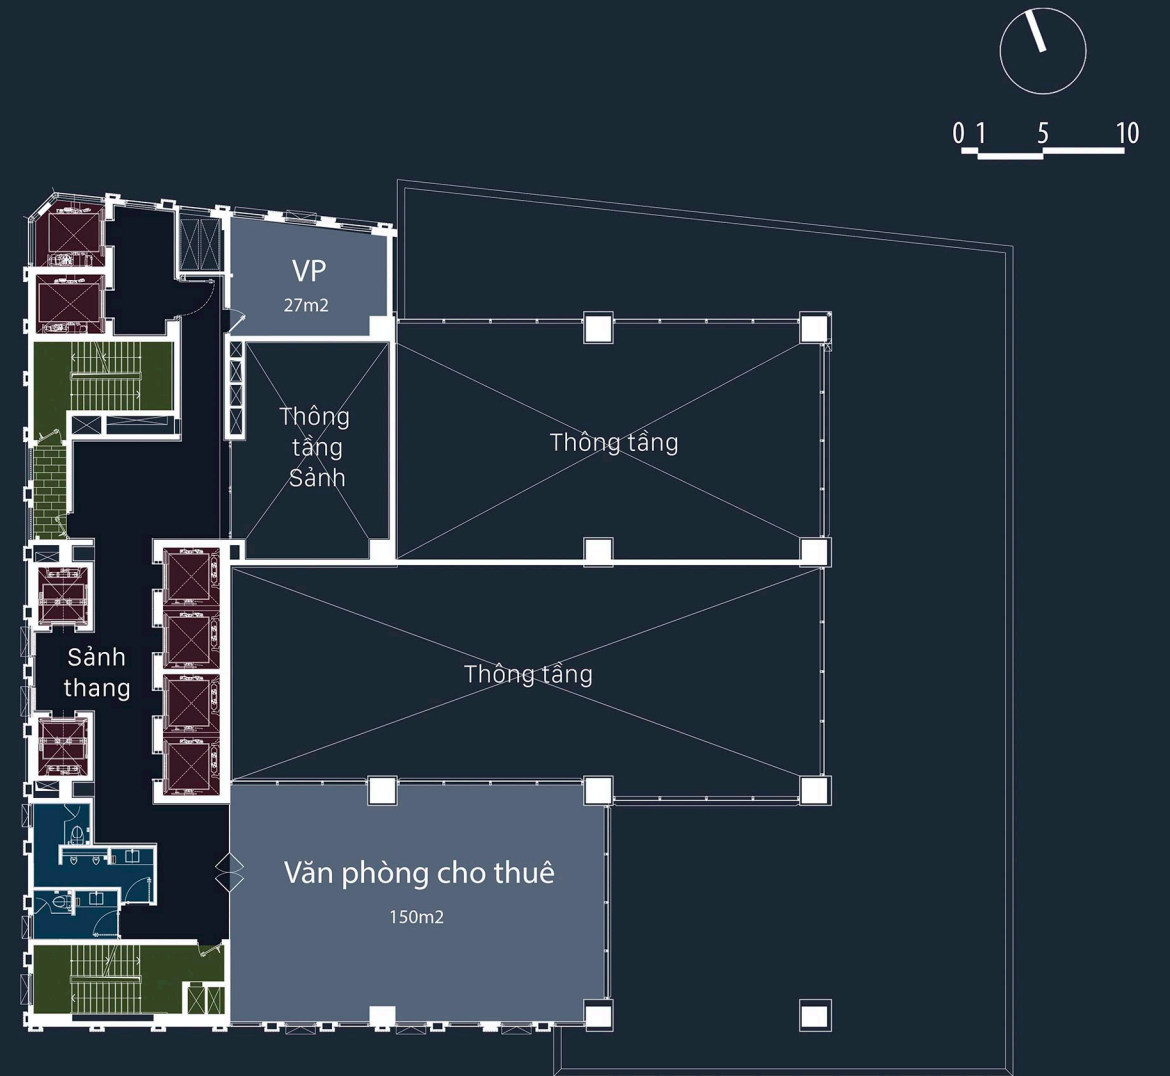 0 1 5 10
VP
27m2
Thông
tầng
Sảnh
Thông tầng
Sảnh
thang
Thông tầng
Văn phòng cho thuê
150m2